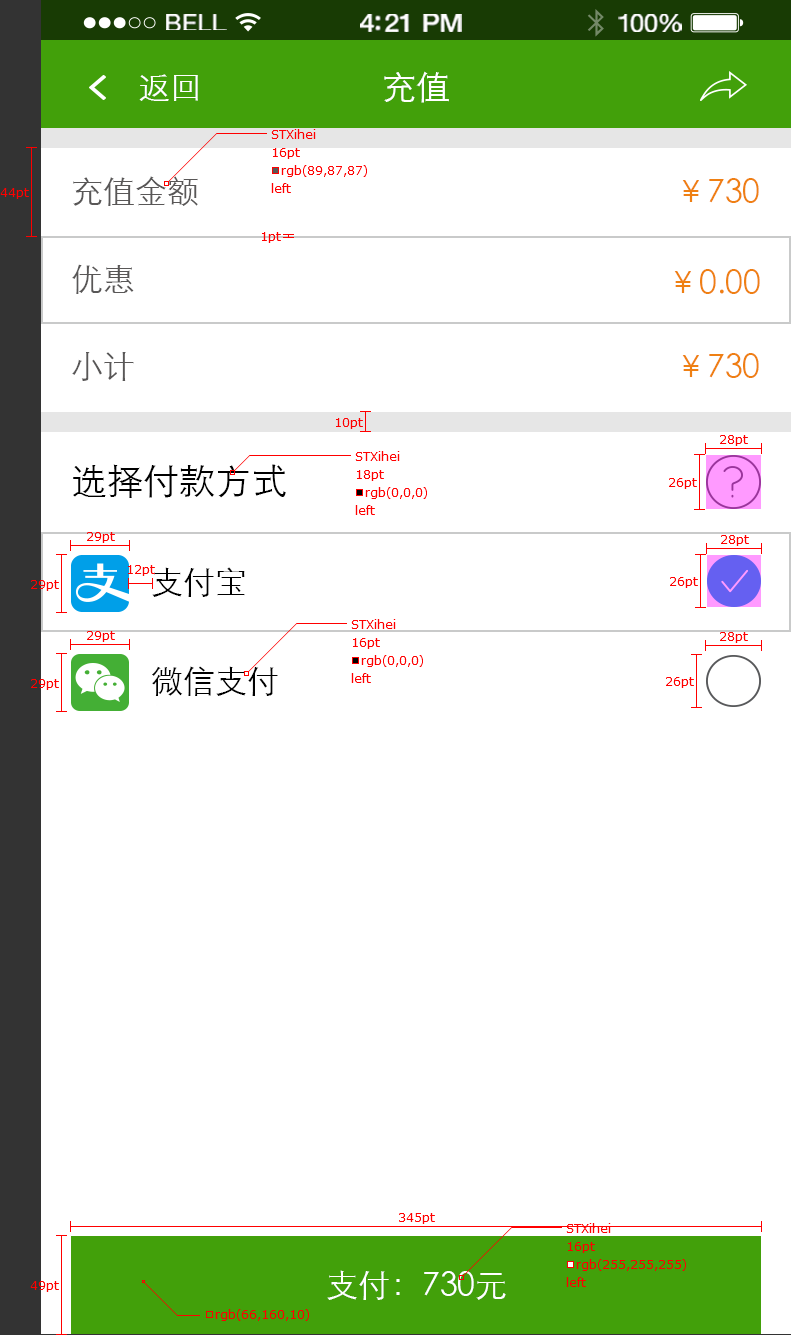 BELL 4:21 PM 100%
返回 充值
STXihei
16pt
rgb(89,87,87)
left
44pt
充值金额 ¥730
1pt
优惠 ¥0.00
小计 ¥730
10pt
28pt
选择付款方式
STXihei
18pt
rgb(0,0,0)
left
26pt
?
29pt
28pt
29pt
支
12pt
支付宝
26pt
29pt
28pt
29pt
微信支付
STXihei
16pt
rgb(0,0,0)
left
26pt
345pt
STXihei
16pt
rgb(255,255,255)
left
49pt
支付：730元
rgb(66,160,10)